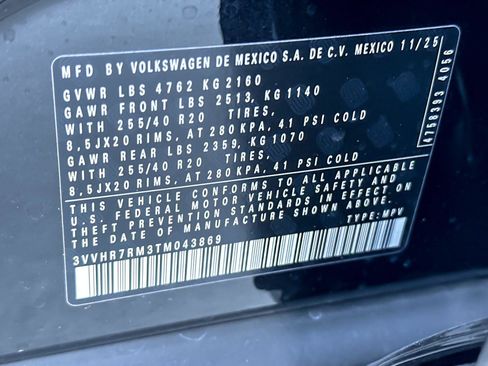 MFD BY VOLKSWAGEN DE MEXICO S.A. DE C.V. MEXICO 11/25
GVWR LBS 4762 KG 2160
GAWR FRONT LBS 2513, KG 1140
WITH 255/40 R20 TIRES,
8,5JX20 RIMS, AT 280 KPA, 41 PSI COLD
GAWR REAR LBS 2359, KG 1070
WITH 255/40 R20 TIRES,
8,5JX20 RIMS, AT 280 KPA, 41 PSI COLD
THIS VEHICLE CONFORMS TO ALL APPLICABLE
U.S. FEDERAL MOTOR VEHICLE SAFETY AND
THEFT PREVENTION STANDARDS IN EFFECT ON
THE DATE OF MANUFACTURE SHOWN ABOVE.
3VVHR7RM3TM043869 TYPE: MPV
4758393 4056